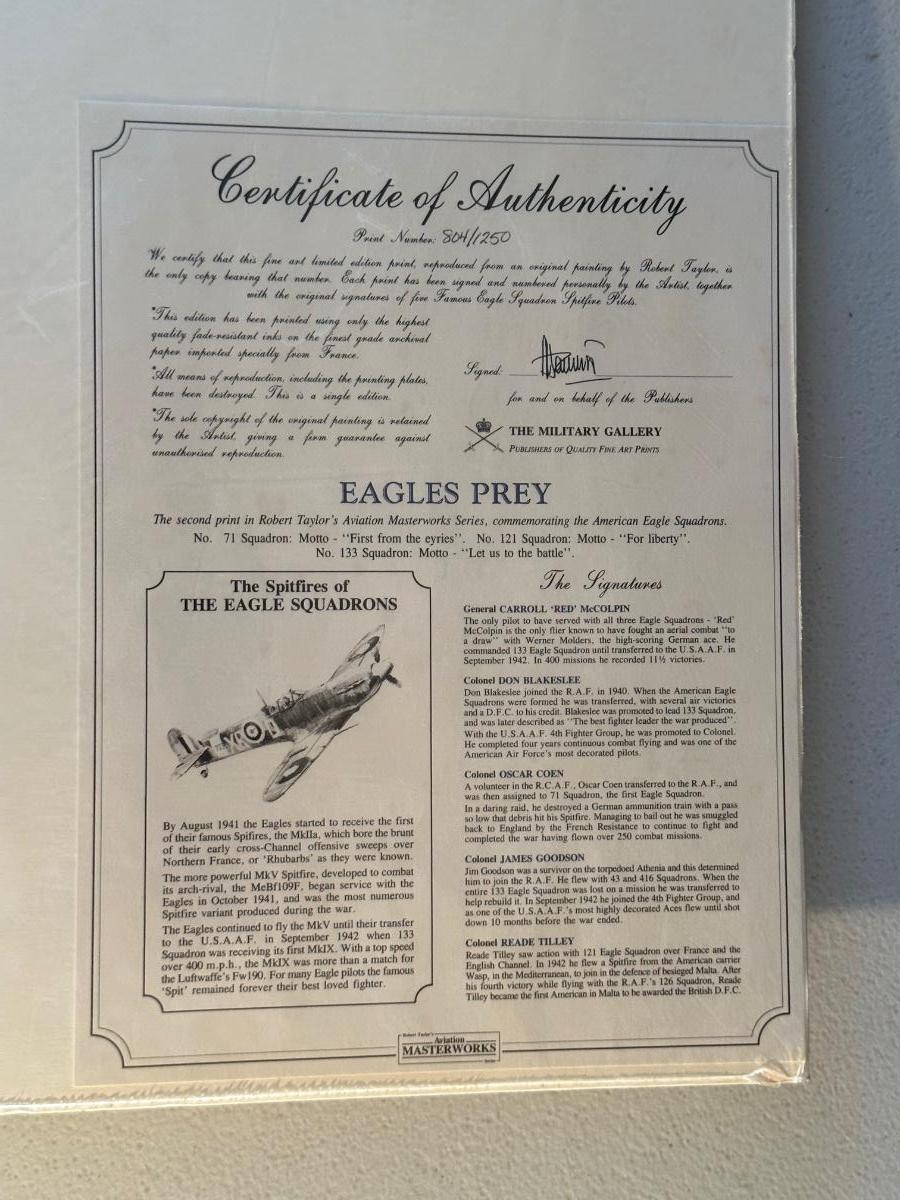 Certificate of Authenticity
Print Number: 804/1250
We certify that this fine art limited edition print, reproduced from an original painting by Robert Taylor, is
the only copy bearing that number. Each print has been signed and numbered personally by the Artist, together
with the original signatures of five Famous Eagle Squadron Spitfire Pilots.
*This edition has been printed using only the highest
quality fade-resistant inks on the finest grade archival
paper imported specially from France.
*All means of reproduction, including the printing plates,
have been destroyed. This is a single edition.
*The sole copyright of the original painting is retained
by the Artist, giving a firm guarantee against
unauthorised reproduction.
Signed:
for and on behalf of the Publishers
THE MILITARY GALLERY
PUBLISHERS OF QUALITY FINE ART PRINTS
EAGLES PREY
The second print in Robert Taylor's Aviation Masterworks Series, commemorating the American Eagle Squadrons.
No. 71 Squadron: Motto - "First from the eyries". No. 121 Squadron: Motto - "For liberty".
No. 133 Squadron: Motto - "Let us to the battle".
The Spitfires of
THE EAGLE SQUADRONS
XR
By August 1941 the Eagles started to receive the first
of their famous Spifires, the MkIIa, which bore the brunt
of their early cross-Channel offensive sweeps over
Northern France, or 'Rhubarbs' as they were known.
The more powerful MkV Spitfire, developed to combat
its arch-rival, the MeBf109F, began service with the
Eagles in October 1941, and was the most numerous
Spitfire variant produced during the war.
The Eagles continued to fly the MkV until their transfer
to the U.S.A.A.F. in September 1942 when 133
Squadron was receiving its first MkIX. With a top speed
over 400 m.p.h., the MkIX was more than a match for
the Luftwaffe's Fw190. For many Eagle pilots the famous
'Spit' remained forever their best loved fighter.
The Signatures
General CARROLL 'RED' McCOLPIN
The only pilot to have served with all three Eagle Squadrons - 'Red'
McColpin is the only flier known to have fought an aerial combat "to
a draw" with Werner Molders, the high-scoring German ace. He
commanded 133 Eagle Squadron until transferred to the U.S.A.A.F. in
September 1942. In 400 missions he recorded 11½ victories.
Colonel DON BLAKESLEE
Don Blakeslee joined the R.A.F. in 1940. When the American Eagle
Squadrons were formed he was transferred, with several air victories
and a D.F.C. to his credit. Blakeslee was promoted to lead 133 Squadron,
and was later described as "The best fighter leader the war produced".
With the U.S.A.A.F. 4th Fighter Group, he was promoted to Colonel.
He completed four years continuous combat flying and was one of the
American Air Force's most decorated pilots.
Colonel OSCAR COEN
A volunteer in the R.C.A.F., Oscar Coen transferred to the R.A.F., and
was then assigned to 71 Squadron, the first Eagle Squadron.
In a daring raid, he destroyed a German ammunition train with a pass
so low that debris hit his Spitfire. Managing to bail out he was smuggled
back to England by the French Resistance to continue to fight and
completed the war having flown over 250 combat missions.
Colonel JAMES GOODSON
Jim Goodson was a survivor on the torpedoed Athenia and this determined
him to join the R.A.F. He flew with 43 and 416 Squadrons. When the
entire 133 Eagle Squadron was lost on a mission he was transferred to
help rebuild it. In September 1942 he joined the 4th Fighter Group, and
as one of the U.S.A.A.F.'s most highly decorated Aces flew until shot
down 10 months before the war ended.
Colonel READE TILLEY
Reade Tilley saw action with 121 Eagle Squadron over France and the
English Channel. In 1942 he flew a Spitfire from the American carrier
Wasp, in the Mediterranean, to join in the defence of besieged Malta. After
his fourth victory while flying with the R.A.F.'s 126 Squadron, Reade
Tilley became the first American in Malta to be awarded the British D.F.C.
Robert Taylor's
Aviation
MASTERWORKS
Series